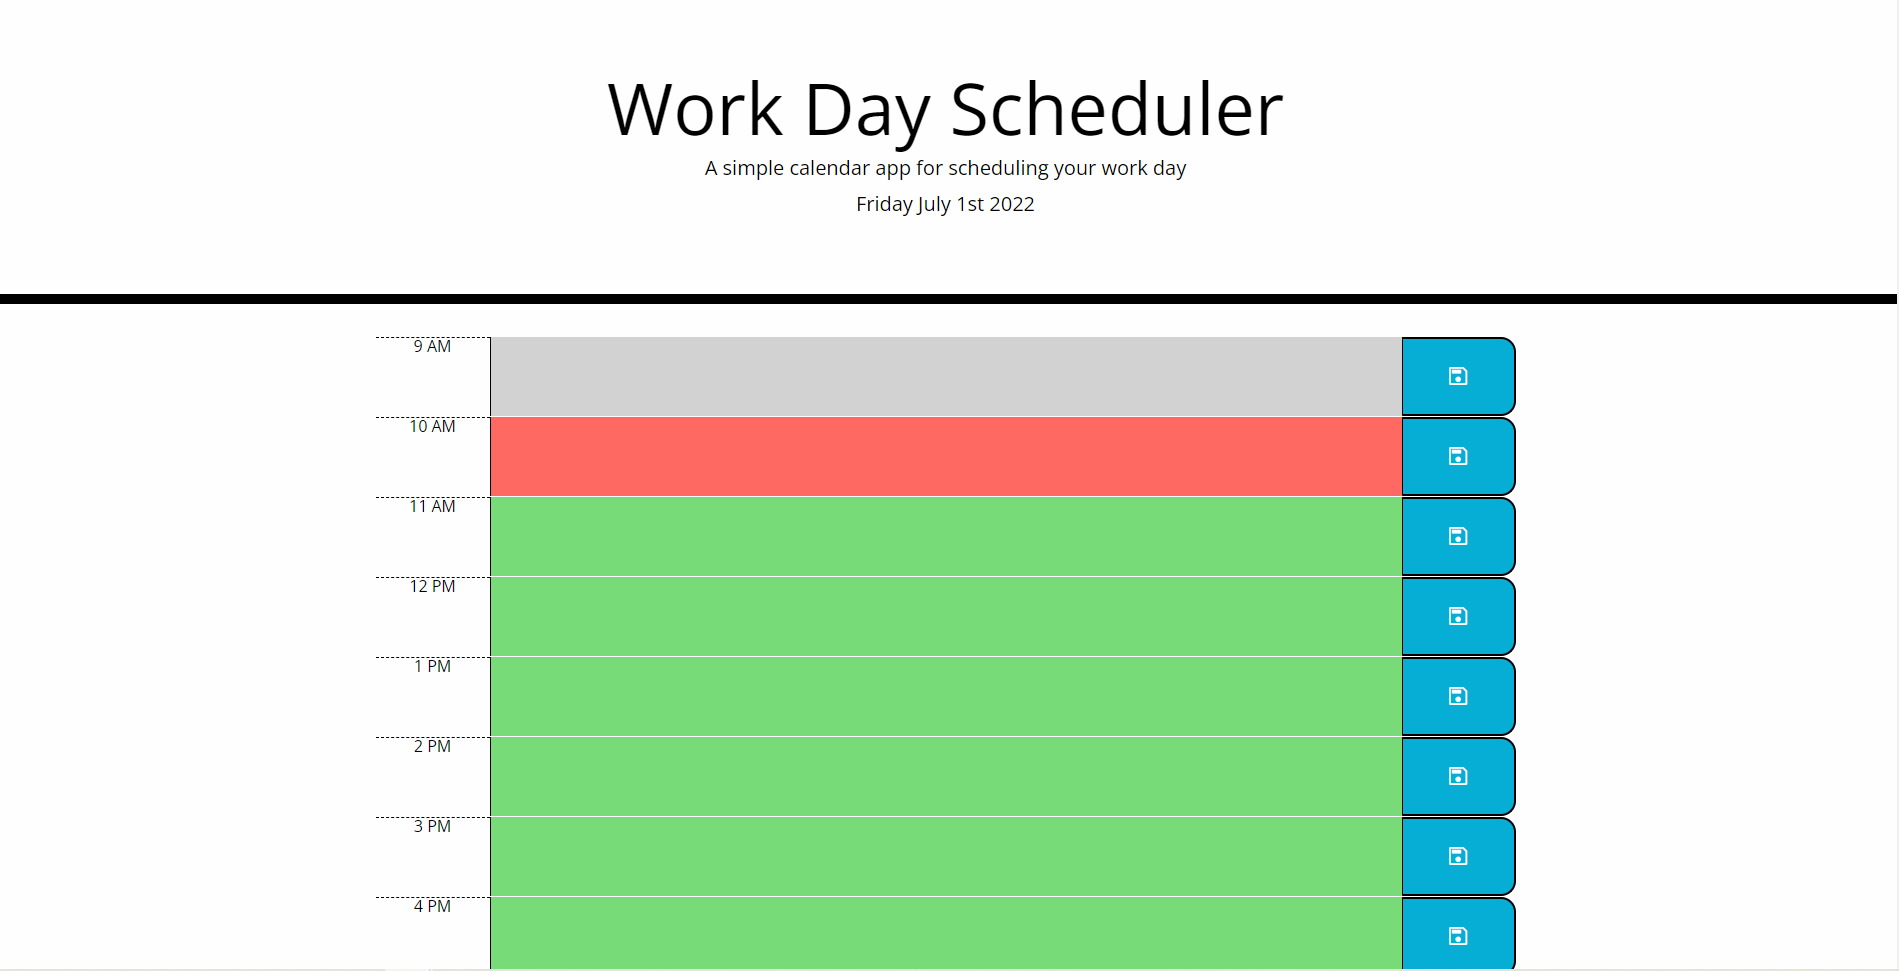 Work Day Scheduler
A simple calendar app for scheduling your work day
Friday July 1st 2022
9 AM
10 AM
11 AM
12 PM
1 PM
2 PM
3 PM
4 PM